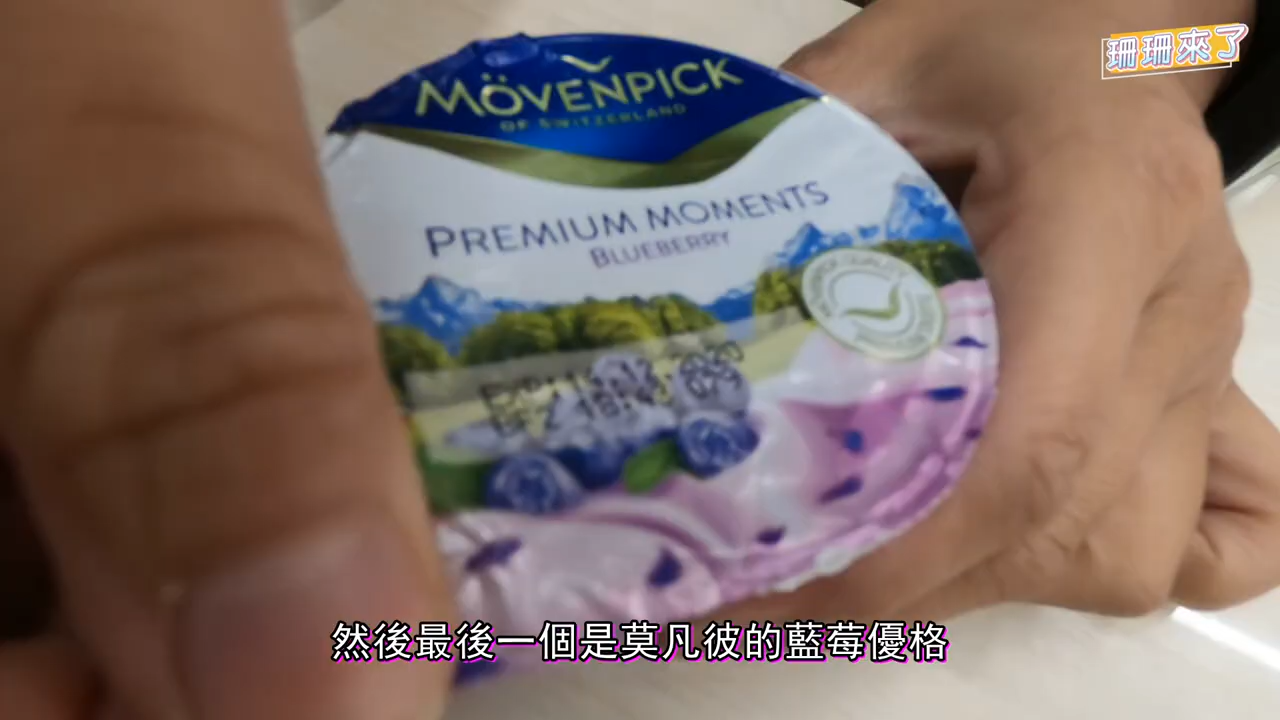 珊珊來了
MÖVENPICK
OF SWITZERLAND
PREMIUM MOMENTS
BLUEBERRY
然後最後一個是莫凡彼的藍莓優格